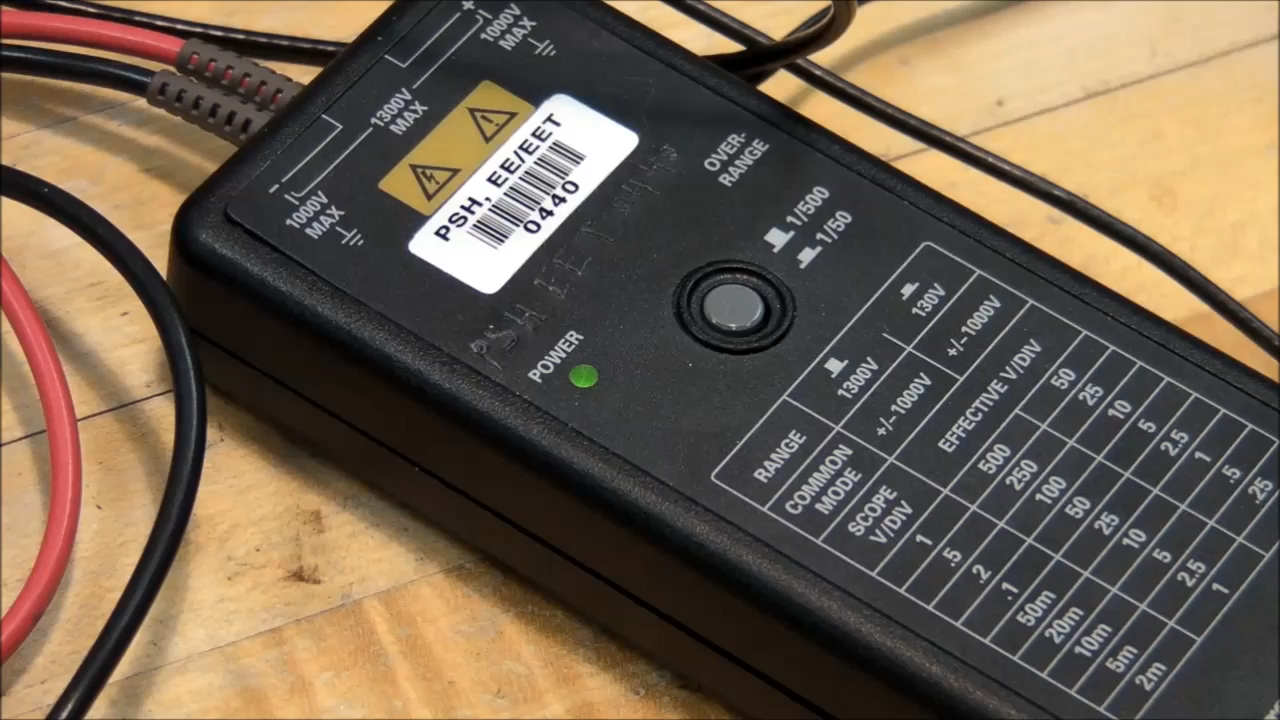 +
1000V
MAX
1300V
MAX
-
1000V
MAX
PSH, EE/EET
0440
PSH EE
OVER-
RANGE
1/500
1/50
POWER
RANGE 1300V 130V
COMMON
MODE +/-1000V +/-1000V
SCOPE
V/DIV EFFECTIVE V/DIV
1 500 50
.5 250 25
.2 100 10
.1 50 5
50m 25 2.5
20m 10 1
10m 5 .5
5m 2.5 .25
2m 1